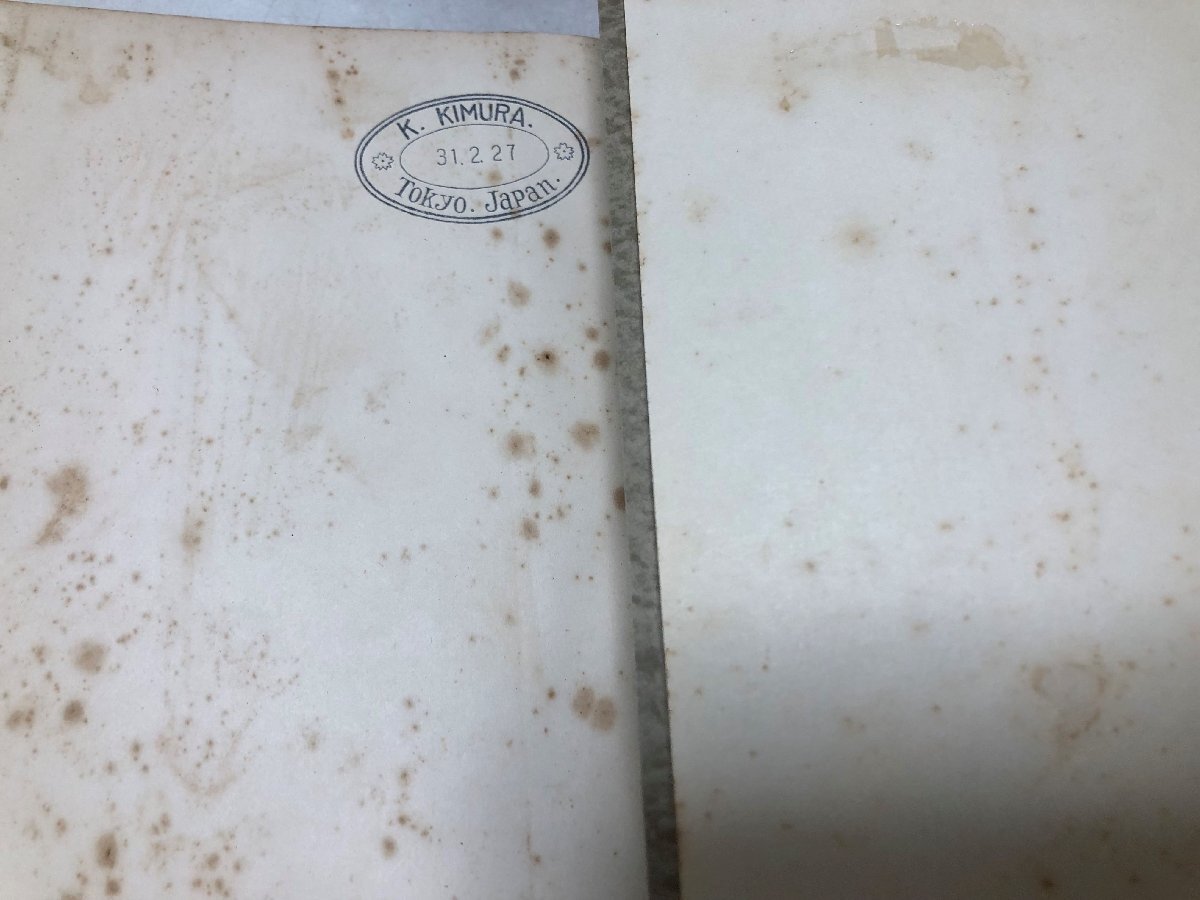 K. KIMURA.
31. 2. 27
Tokyo. Japan.